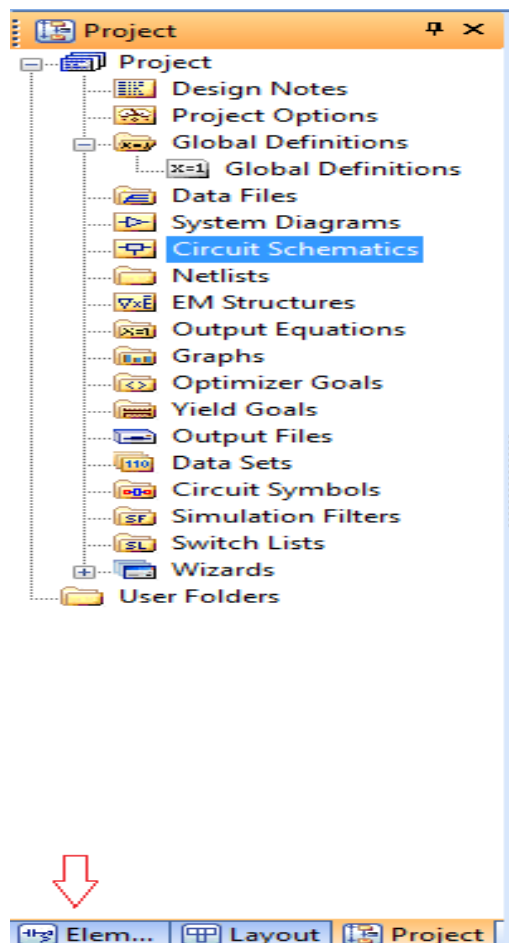 Project
Project
Design Notes
Project Options
Global Definitions
x=1 Global Definitions
Data Files
System Diagrams
Circuit Schematics
Netlists
EM Structures
Output Equations
Graphs
Optimizer Goals
Yield Goals
Output Files
110 Data Sets
Circuit Symbols
SF Simulation Filters
SL Switch Lists
Wizards
User Folders
Elem... Layout Project